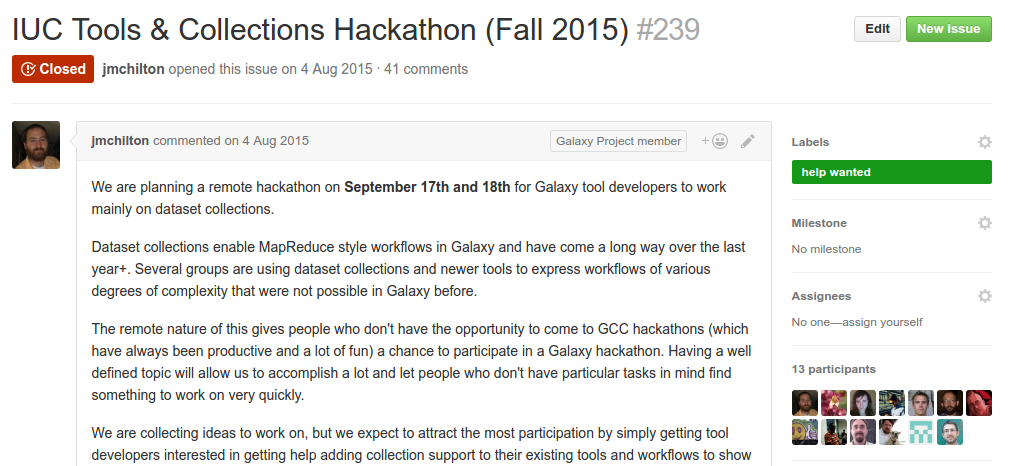 IUC Tools & Collections Hackathon (Fall 2015) #239
Edit
New issue
Closed
jmchilton opened this issue on 4 Aug 2015 · 41 comments
jmchilton commented on 4 Aug 2015
Galaxy Project member
We are planning a remote hackathon on September 17th and 18th for Galaxy tool developers to work
mainly on dataset collections.
Dataset collections enable MapReduce style workflows in Galaxy and have come a long way over the last
year+. Several groups are using dataset collections and newer tools to express workflows of various
degrees of complexity that were not possible in Galaxy before.
The remote nature of this gives people who don't have the opportunity to come to GCC hackathons (which
have always been productive and a lot of fun) a chance to participate in a Galaxy hackathon. Having a well
defined topic will allow us to accomplish a lot and let people who don't have particular tasks in mind find
something to work on very quickly.
We are collecting ideas to work on, but we expect to attract the most participation by simply getting tool
developers interested in getting help adding collection support to their existing tools and workflows to show
Labels
help wanted
Milestone
No milestone
Assignees
No one—assign yourself
13 participants